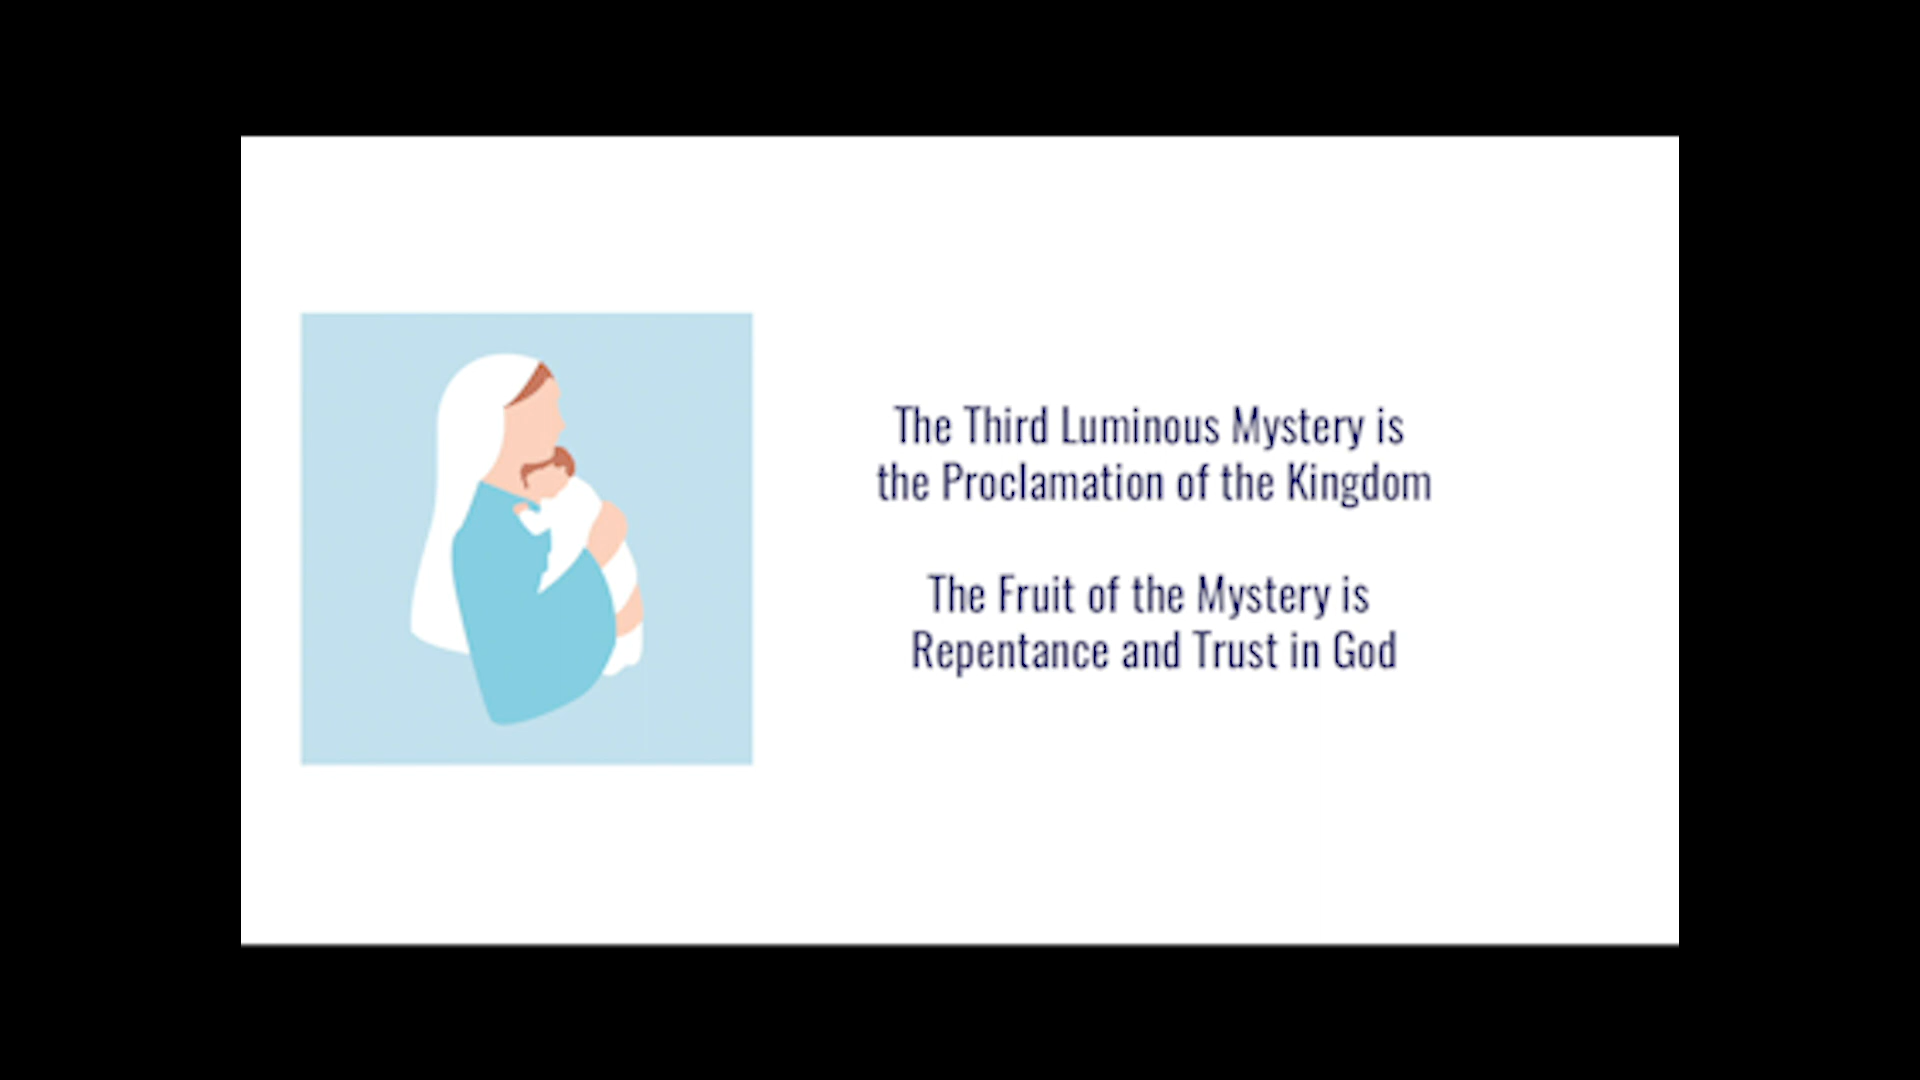 The Third Luminous Mystery is
the Proclamation of the Kingdom
The Fruit of the Mystery is
Repentance and Trust in God